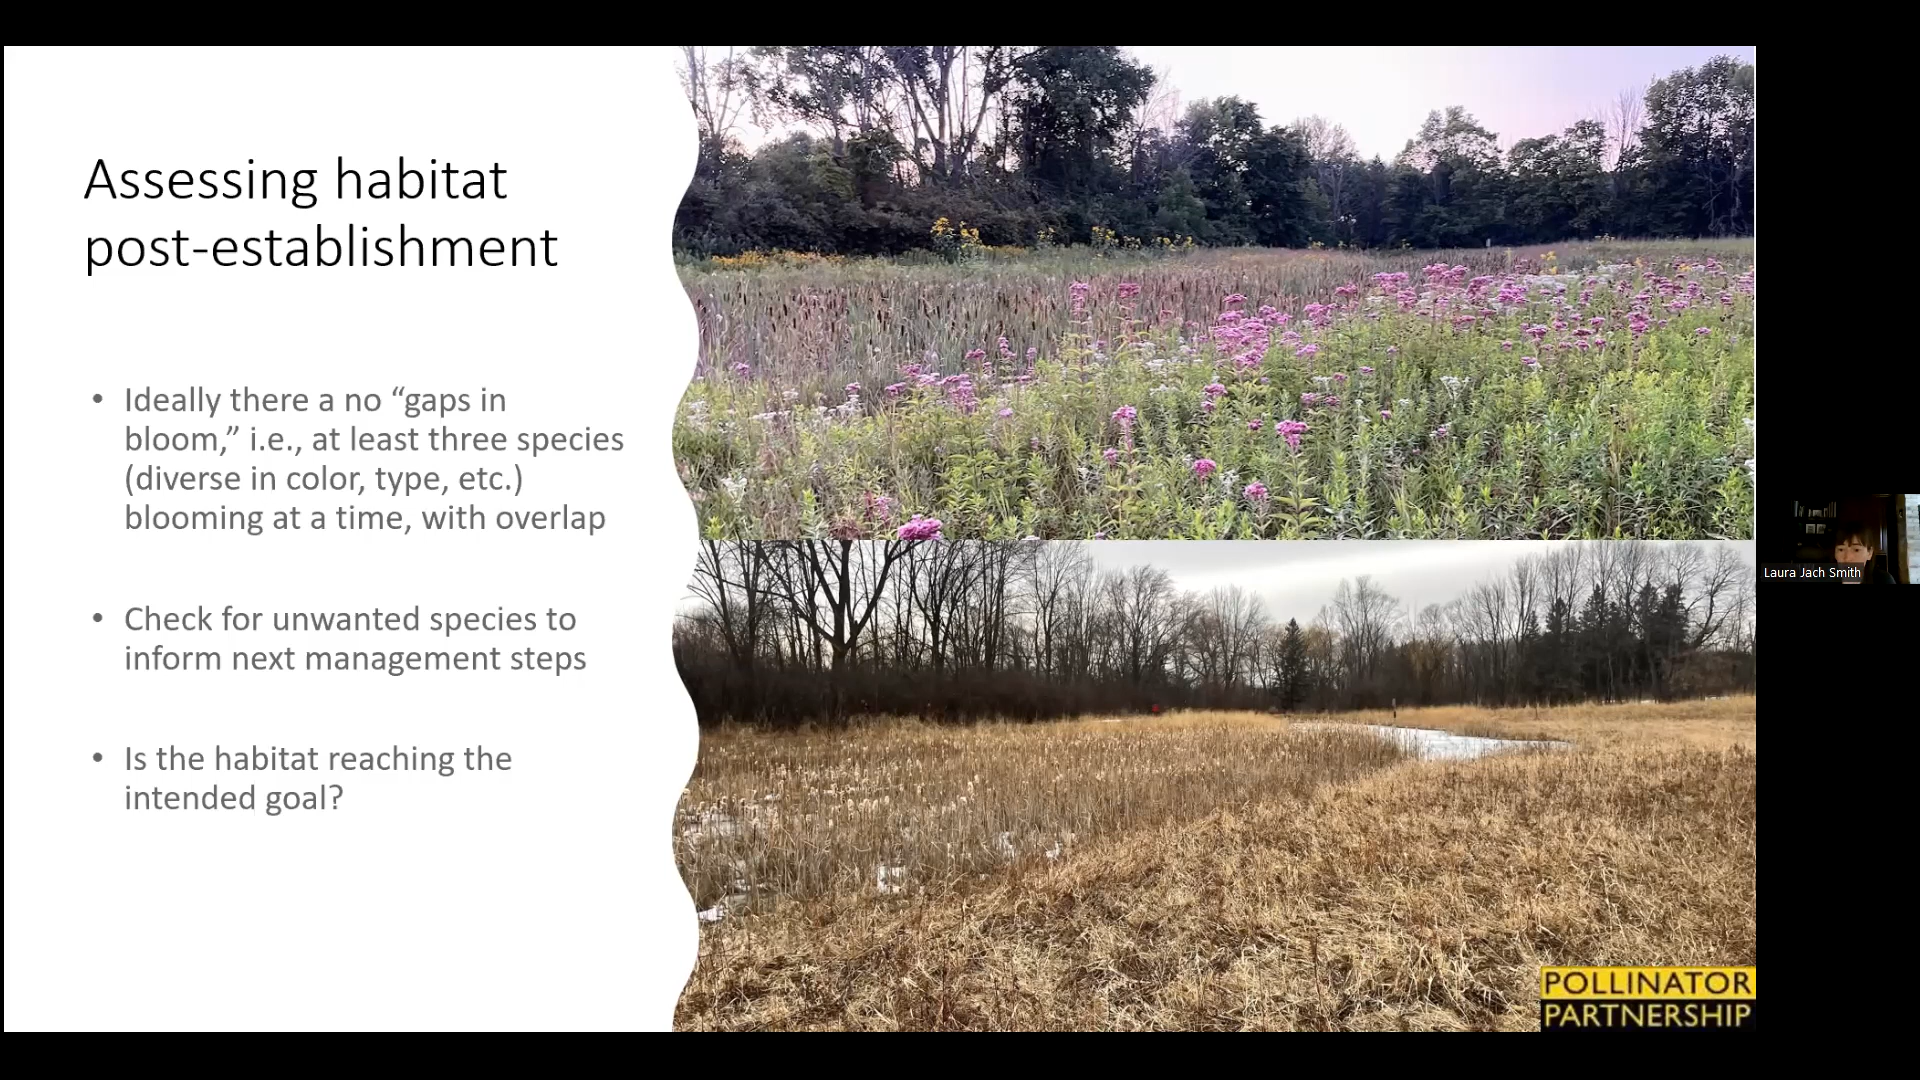 Assessing habitat
post-establishment
• Ideally there a no “gaps in
bloom,” i.e., at least three species
(diverse in color, type, etc.)
blooming at a time, with overlap
• Check for unwanted species to
inform next management steps
• Is the habitat reaching the
intended goal?
POLLINATOR
PARTNERSHIP
Laura Jach Smith